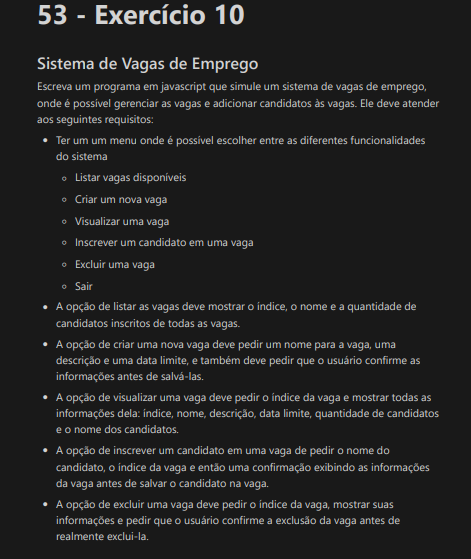 53 - Exercício 10
Sistema de Vagas de Emprego
Escreva um programa em javascript que simule um sistema de vagas de emprego,
onde é possível gerenciar as vagas e adicionar candidatos às vagas. Ele deve atender
aos seguintes requisitos:
• Ter um um menu onde é possível escolher entre as diferentes funcionalidades
do sistema
◦ Listar vagas disponíveis
◦ Criar um nova vaga
◦ Visualizar uma vaga
◦ Inscrever um candidato em uma vaga
◦ Excluir uma vaga
◦ Sair
• A opção de listar as vagas deve mostrar o índice, o nome e a quantidade de
candidatos inscritos de todas as vagas.
• A opção de criar uma nova vaga deve pedir um nome para a vaga, uma
descrição e uma data limite, e também deve pedir que o usuário confirme as
informações antes de salvá-las.
• A opção de visualizar uma vaga deve pedir o índice da vaga e mostrar todas as
informações dela: índice, nome, descrição, data limite, quantidade de candidatos
e o nome dos candidatos.
• A opção de inscrever um candidato em uma vaga de pedir o nome do
candidato, o índice da vaga e então uma confirmação exibindo as informações
da vaga antes de salvar o candidato na vaga.
• A opção de excluir uma vaga deve pedir o índice da vaga, mostrar suas
informações e pedir que o usuário confirme a exclusão da vaga antes de
realmente exclui-la.